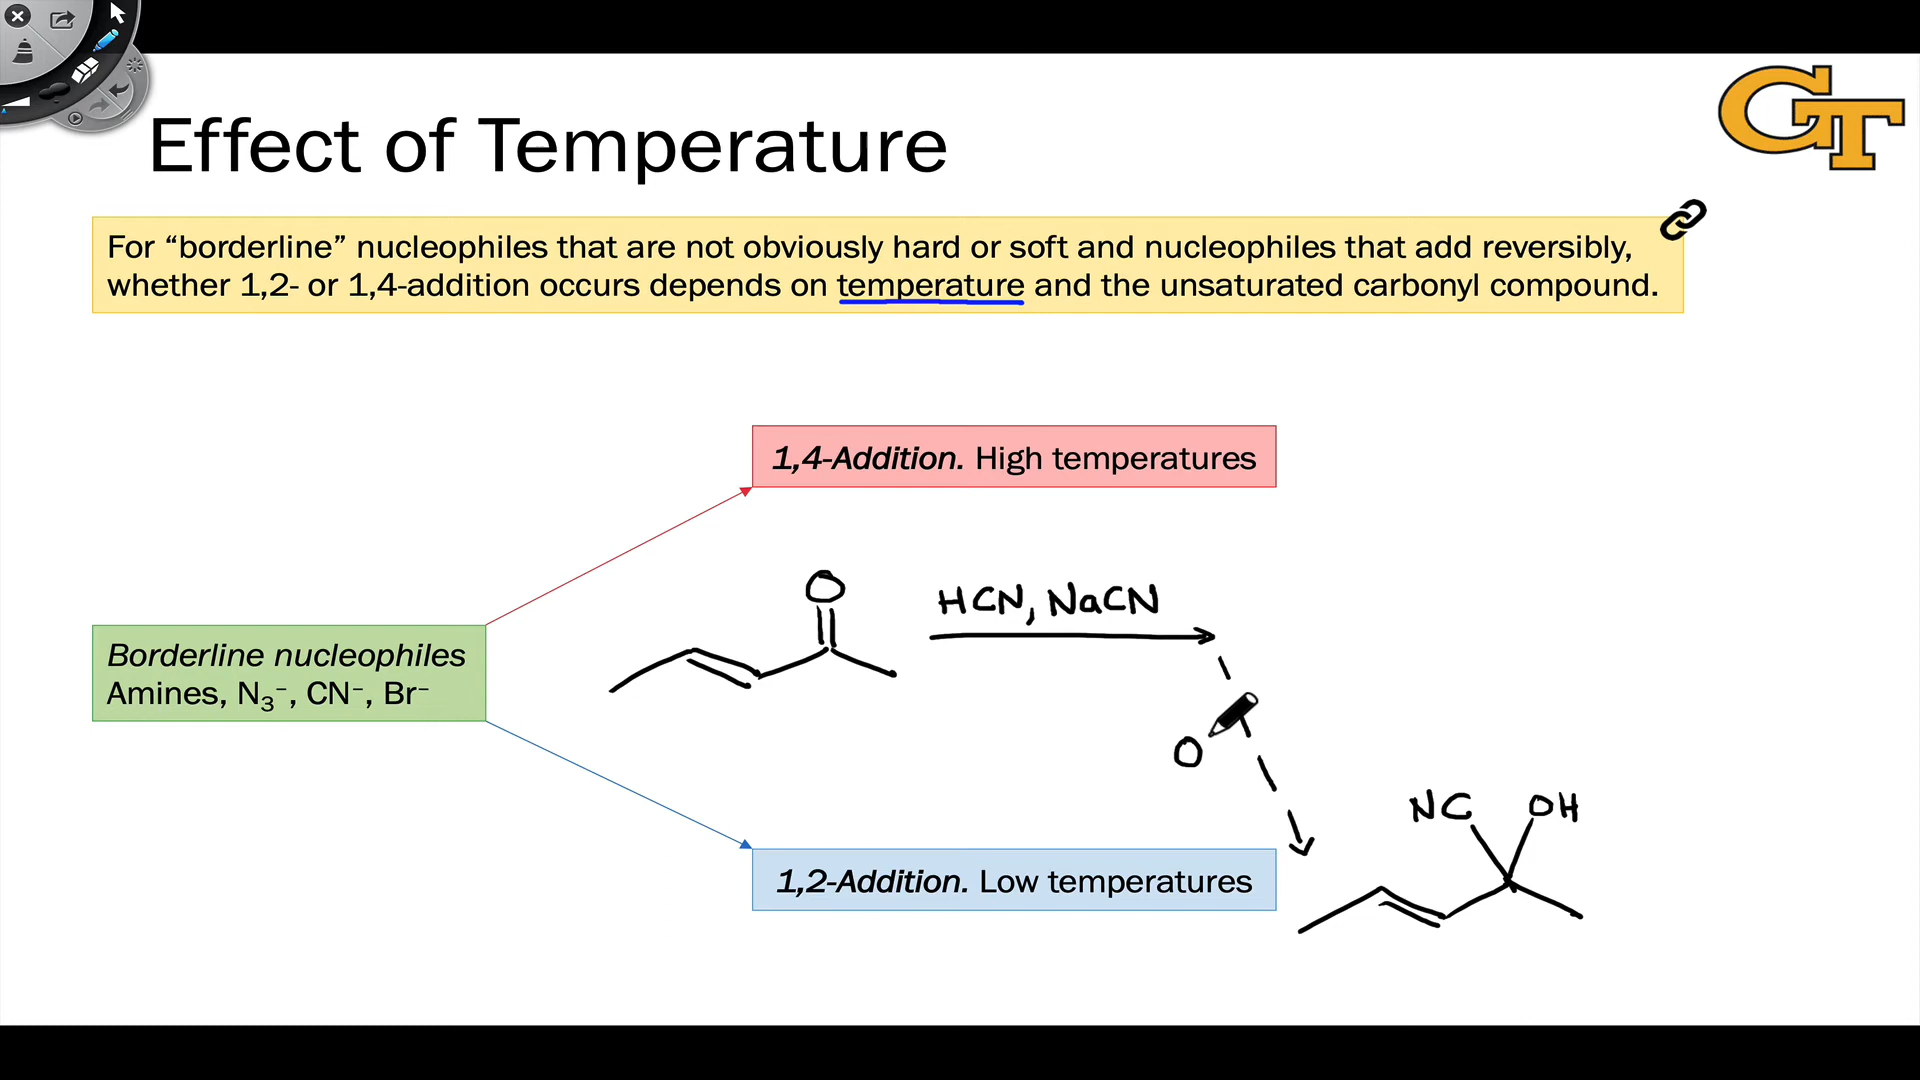 GT
Effect of Temperature
For “borderline” nucleophiles that are not obviously hard or soft and nucleophiles that add reversibly,
whether 1,2- or 1,4-addition occurs depends on temperature and the unsaturated carbonyl compound.
1,4-Addition. High temperatures
O
HCN, NaCN
Borderline nucleophiles
Amines, N₃⁻, CN⁻, Br⁻
O
NC OH
1,2-Addition. Low temperatures